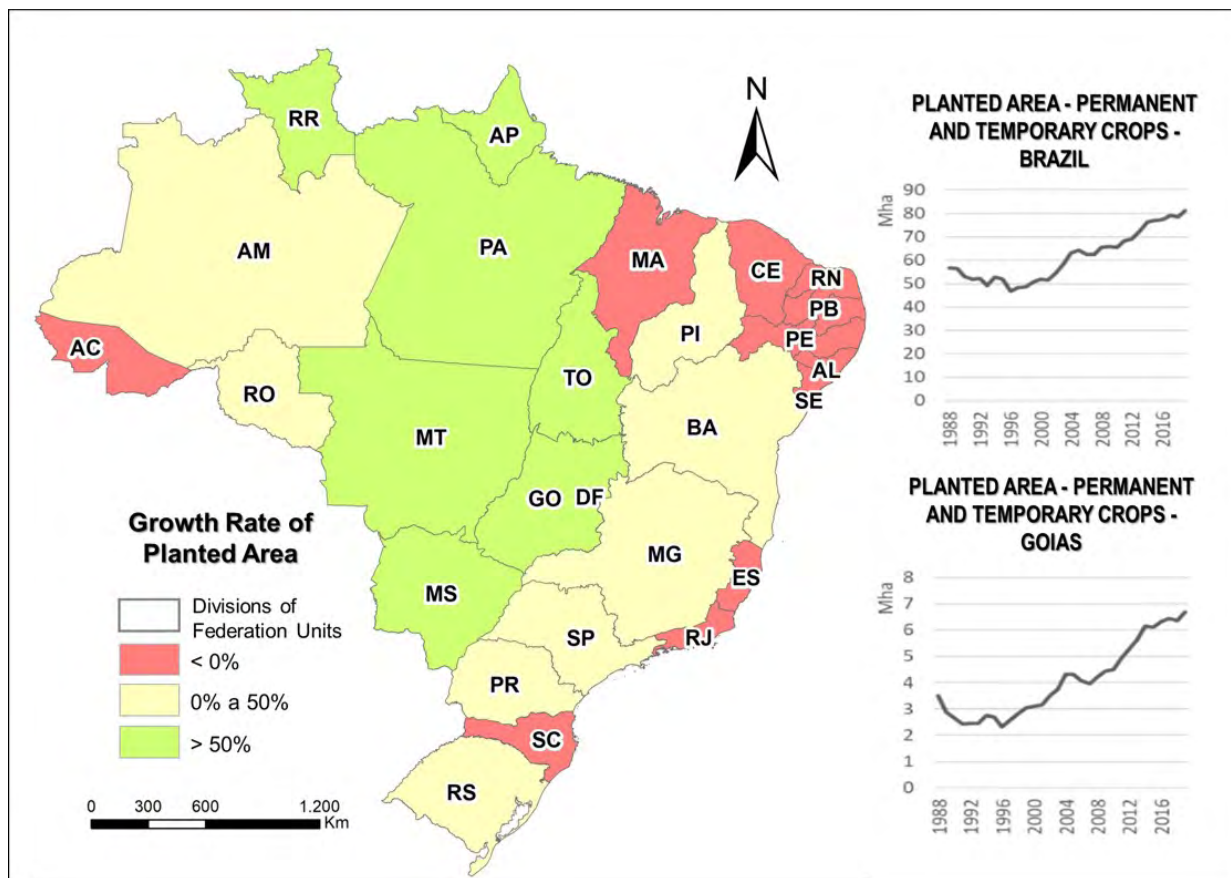 RR
AP
AM
PA
MA
CE
RN
PB
PE
AL
SE
PI
AC
RO
TO
BA
MT
GO
DF
MG
ES
MS
SP
RJ
PR
SC
RS
N
Growth Rate of
Planted Area
Divisions of
Federation Units
< 0%
0% a 50%
> 50%
0 300 600 1.200
Km
PLANTED AREA - PERMANENT
AND TEMPORARY CROPS -
BRAZIL
Mha
90
80
70
60
50
40
30
20
10
0
1988 1992 1996 2000 2004 2008 2012 2016
PLANTED AREA - PERMANENT
AND TEMPORARY CROPS -
GOIAS
Mha
8
7
6
5
4
3
2
1
0
1988 1992 1996 2000 2004 2008 2012 2016